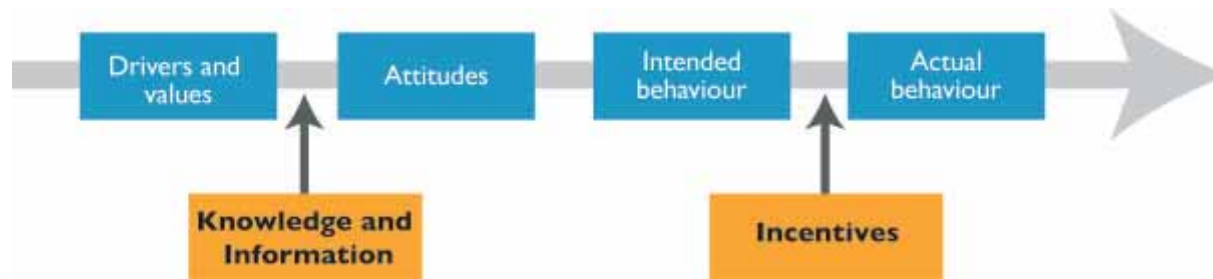 Drivers and
values
Attitudes
Intended
behaviour
Actual
behaviour
Knowledge and
Information
Incentives